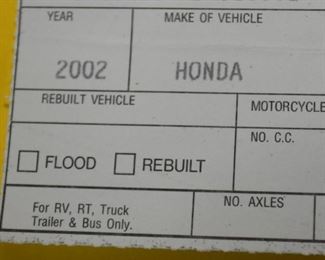 YEAR MAKE OF VEHICLE
2002 HONDA
REBUILT VEHICLE MOTORCYCLE
NO. C.C.
FLOOD REBUILT
For RV, RT, Truck NO. AXLES
Trailer & Bus Only.